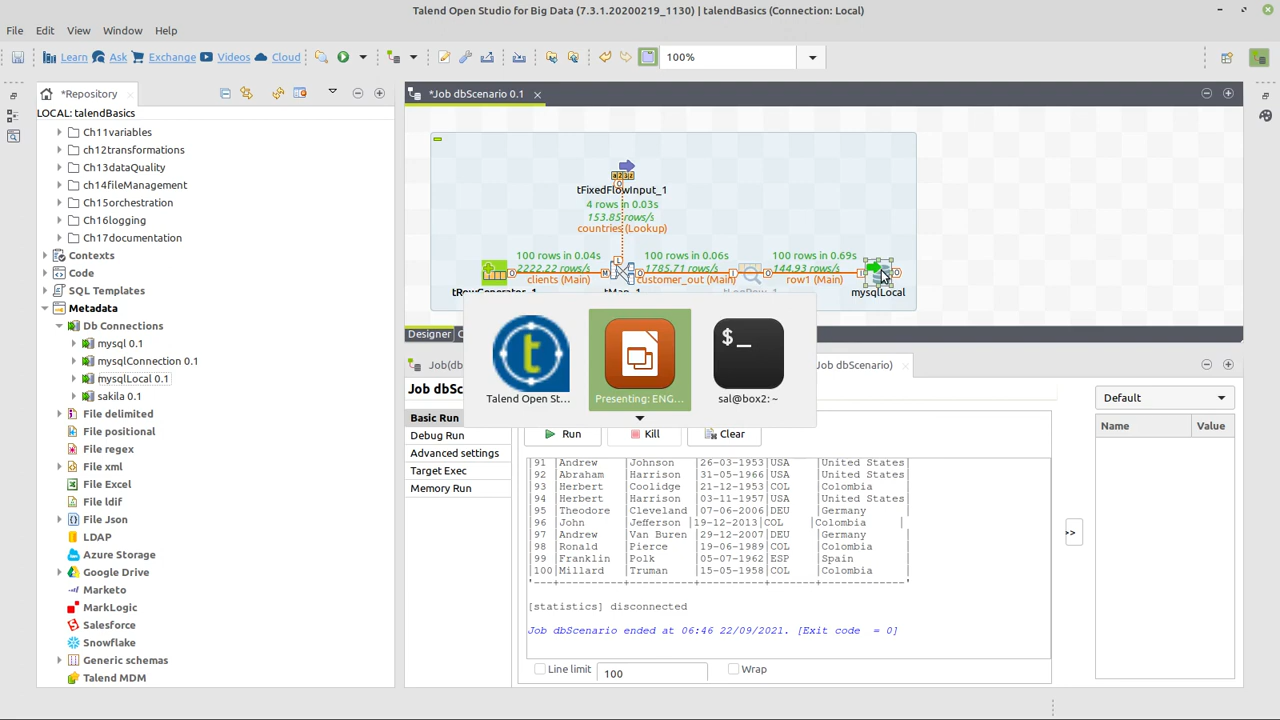 Talend Open Studio for Big Data (7.3.1.20200219_1130) | talendBasics (Connection: Local)
File Edit View Window Help
Learn Ask Exchange Videos Cloud 100%
*Repository
LOCAL: talendBasics
Ch11variables
ch12transformations
Ch13dataQuality
ch14fileManagement
Ch15orchestration
Ch16logging
Ch17documentation
Contexts
Code
SQL Templates
Metadata
Db Connections
mysql 0.1
mysqlConnection 0.1
mysqlLocal 0.1
sakila 0.1
File delimited
File positional
File regex
File xml
File Excel
File ldif
File Json
LDAP
Azure Storage
Google Drive
Marketo
MarkLogic
Salesforce
Snowflake
Generic schemas
Talend MDM
*Job dbScenario 0.1
tFixedFlowInput_1
4 rows in 0.03s
153.85 rows/s
countries (Lookup)
100 rows in 0.04s 100 rows in 0.06s 100 rows in 0.69s
2222.22 rows/s 1785.71 rows/s 144.93 rows/s
clients (Main) customer_out (Main) row1 (Main)
mysqlLocal
Designer
Talend Open St... Presenting: ENG... sal@box2: ~
Job(db
Job dbScenario)
Job dbSc
Basic Run
Debug Run
Advanced settings
Target Exec
Memory Run
Run Kill Clear
|91 |Andrew |Johnson |26-03-1953|USA |United States|
|92 |Abraham |Harrison |31-05-1966|USA |United States|
|93 |Herbert |Coolidge |21-12-1953|COL |Colombia
|94 |Herbert |Harrison |03-11-1957|USA |United States|
|95 |Theodore |Cleveland |07-06-2006|DEU |Germany
|96 |John |Jefferson |19-12-2013|COL |Colombia |
|97 |Andrew |Van Buren |29-12-2007|DEU |Germany
|98 |Ronald |Pierce |19-06-1989|COL |Colombia
|99 |Franklin |Polk |05-07-1962|ESP |Spain
|100|Millard |Truman |15-05-1958|COL |Colombia
'---+----------+----------+----------+-------+-------------'
[statistics] disconnected
Job dbScenario ended at 06:46 22/09/2021. [Exit code = 0]
Line limit 100 Wrap
>>
Default
Name Value